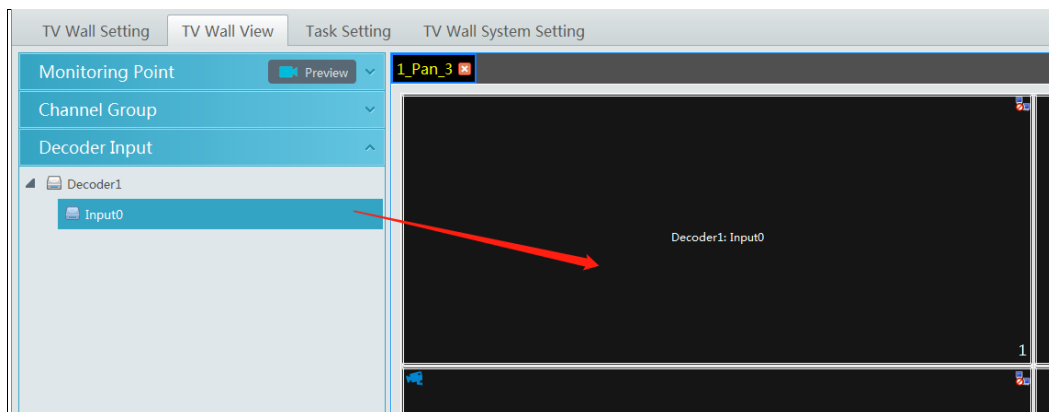 TV Wall Setting TV Wall View Task Setting TV Wall System Setting
Monitoring Point Preview
1_Pan_3
Channel Group
Decoder Input
Decoder1
Input0
Decoder1: Input0
1